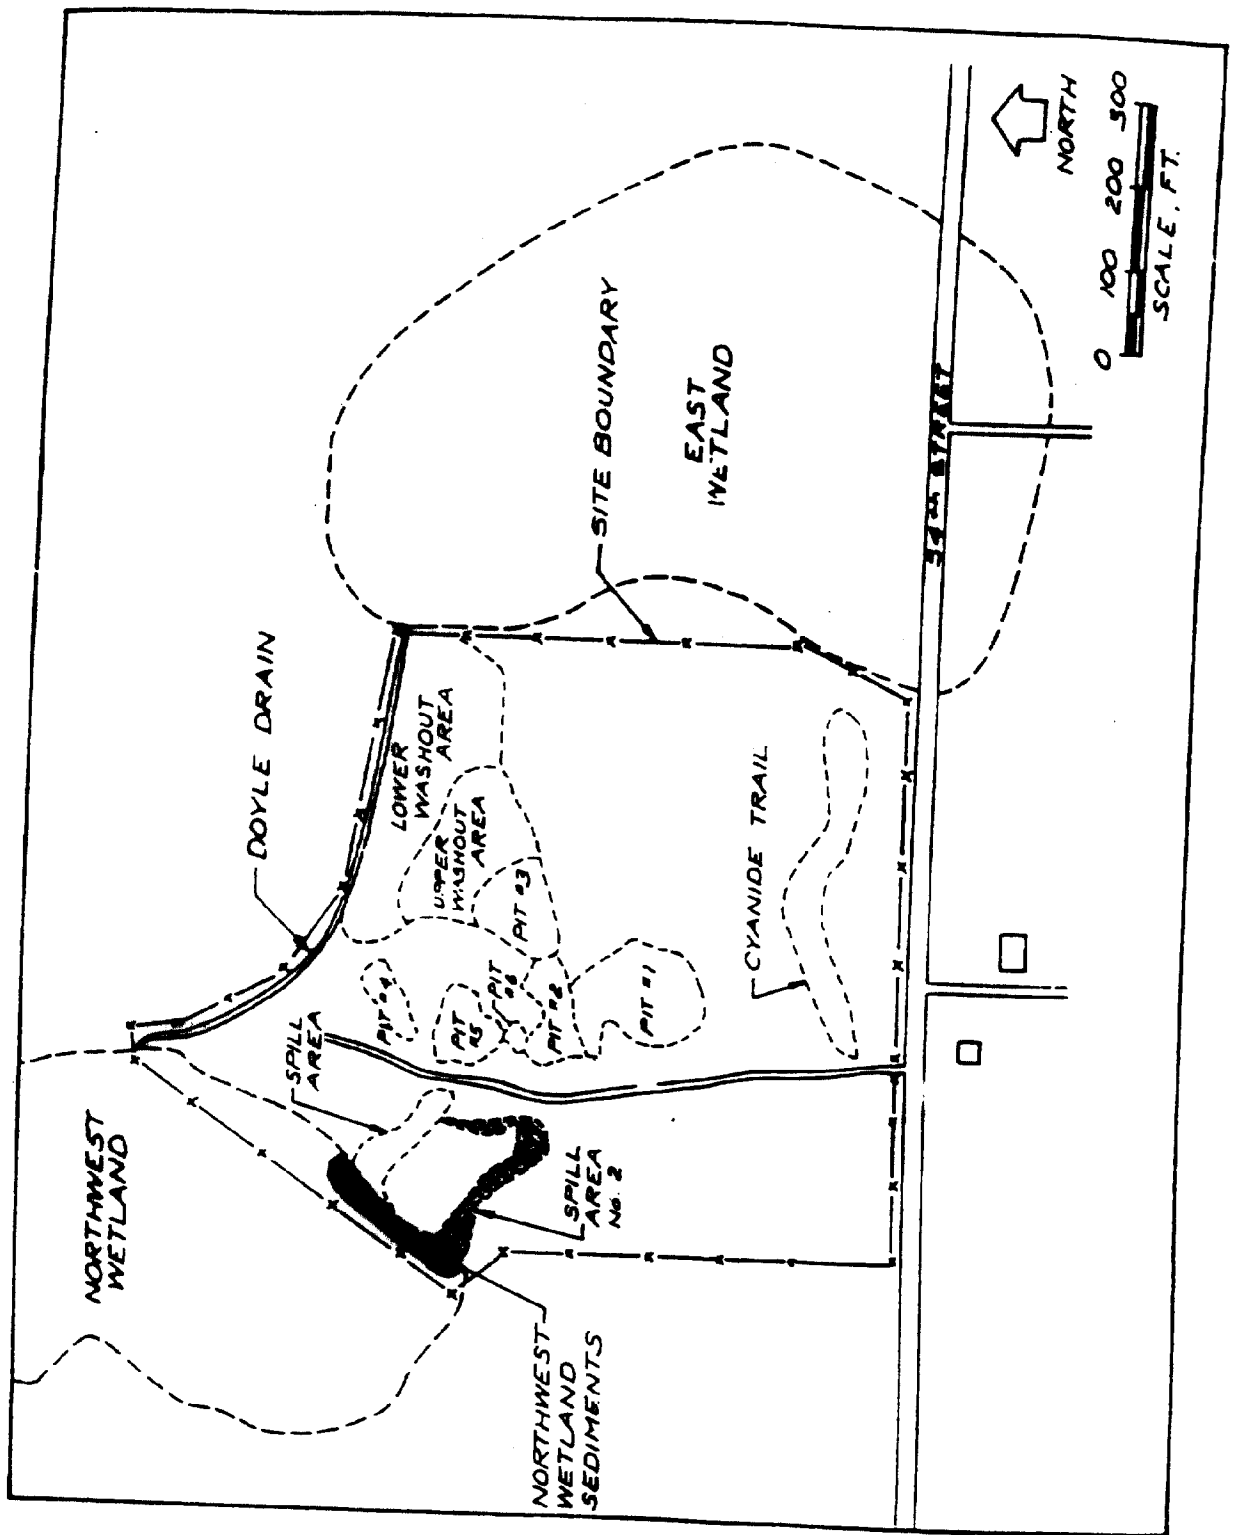 NORTHWEST
WETLAND
DOYLE DRAIN
SPILL
AREA
PIT #4
LOWER
WASHOUT
AREA
UPPER
WASHOUT
AREA
PIT #3
PIT
#5
PIT
#6
PIT #2
PIT #1
SPILL
AREA
No. 2
NORTHWEST
WETLAND
SEDIMENTS
SITE BOUNDARY
EAST
WETLAND
CYANIDE TRAIL
54th STREET
NORTH
0 100 200 300
SCALE, FT.